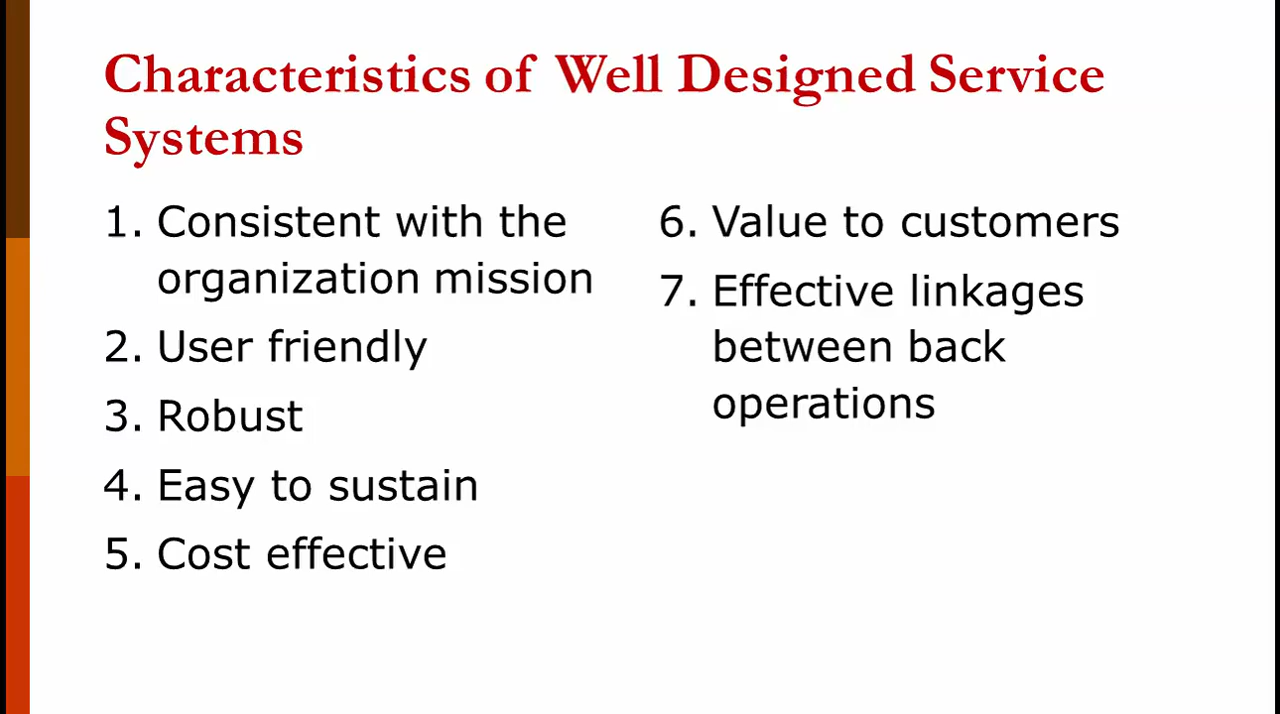 Characteristics of Well Designed Service
Systems
1. Consistent with the
organization mission
2. User friendly
3. Robust
4. Easy to sustain
5. Cost effective
6. Value to customers
7. Effective linkages
between back
operations